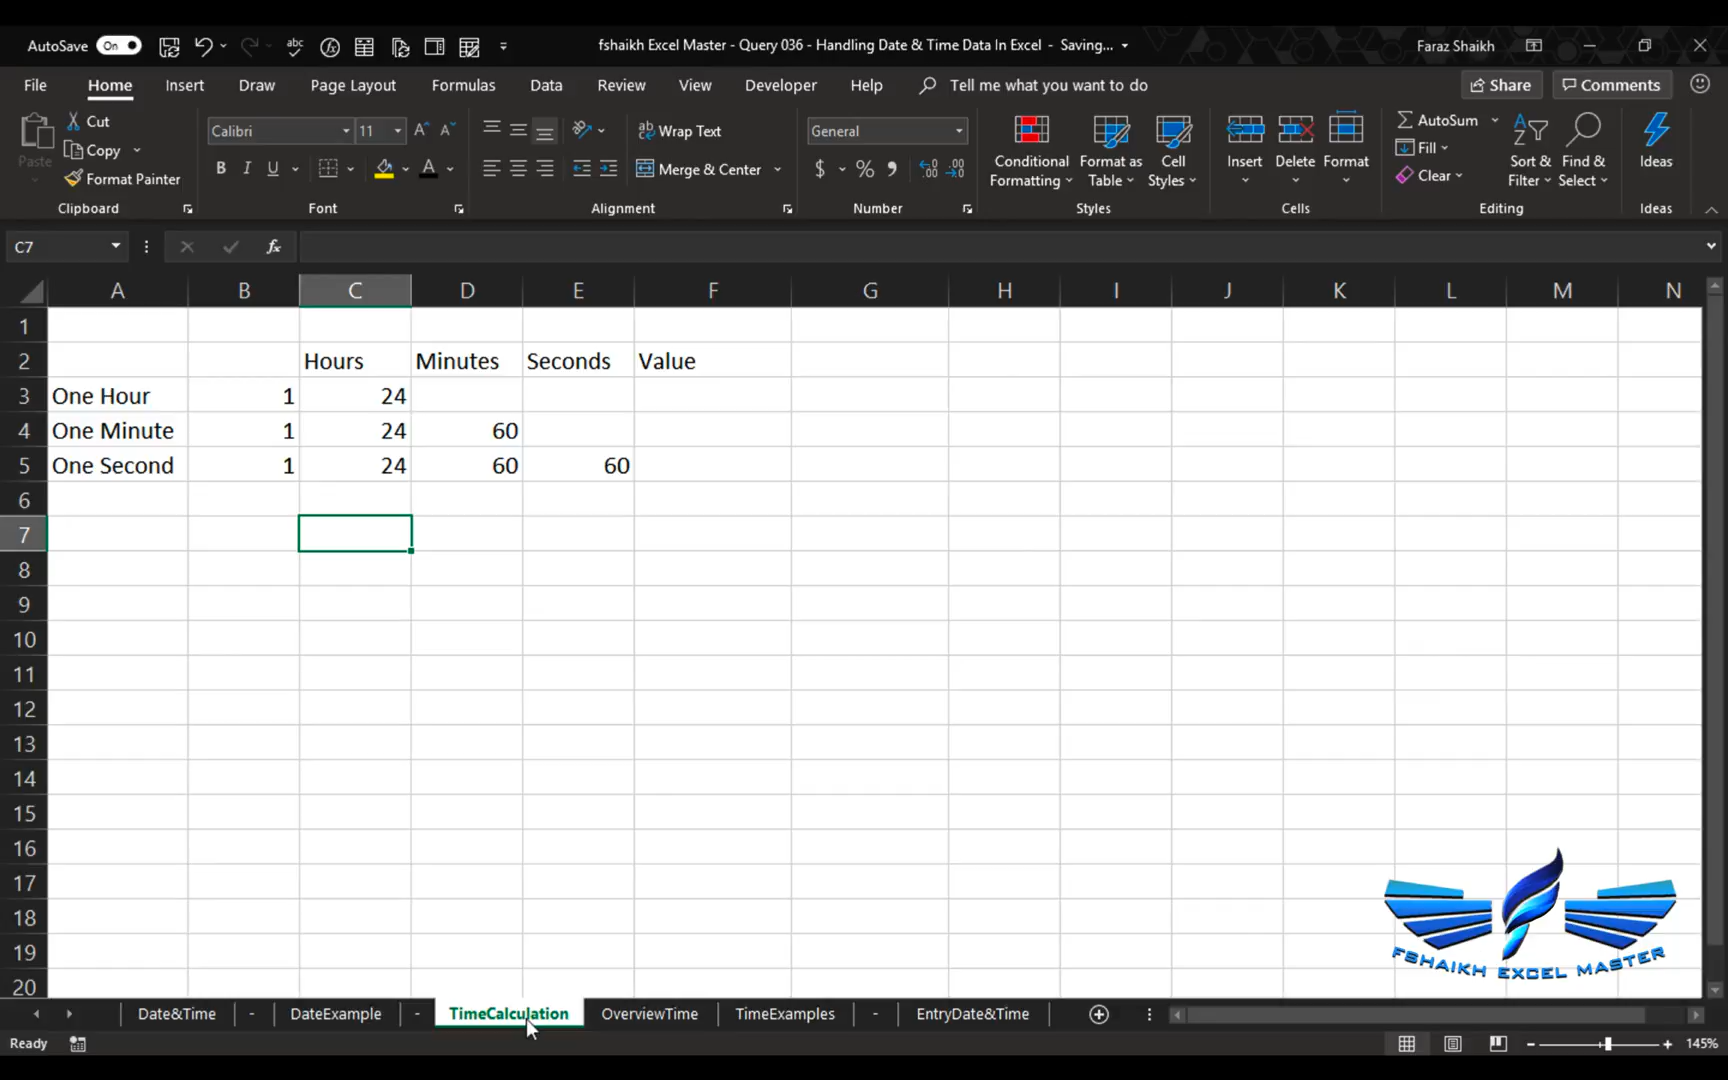 AutoSave On fshaikh Excel Master - Query 036 - Handling Date & Time Data In Excel - Saving... Faraz Shaikh
File Home Insert Draw Page Layout Formulas Data Review View Developer Help Tell me what you want to do Share Comments
Paste
Cut
Copy
Format Painter
Clipboard
Calibri 11
B I U
Font
Wrap Text
Merge & Center
Alignment
General
$ % ,
Number
Conditional Formatting
Format as Table
Cell Styles
Styles
Insert
Delete
Format
Cells
AutoSum
Fill
Clear
Sort & Filter
Find & Select
Editing
Ideas
Ideas
C7 fx
A B C D E F G H I J K L M N
1
2 Hours Minutes Seconds Value
3 One Hour 1 24
4 One Minute 1 24 60
5 One Second 1 24 60 60
6
7
8
9
10
11
12
13
14
15
16
17
18
19
20
FSHAIKH EXCEL MASTER
Date&Time - DateExample - TimeCalculation OverviewTime TimeExamples - EntryDate&Time
Ready 145%